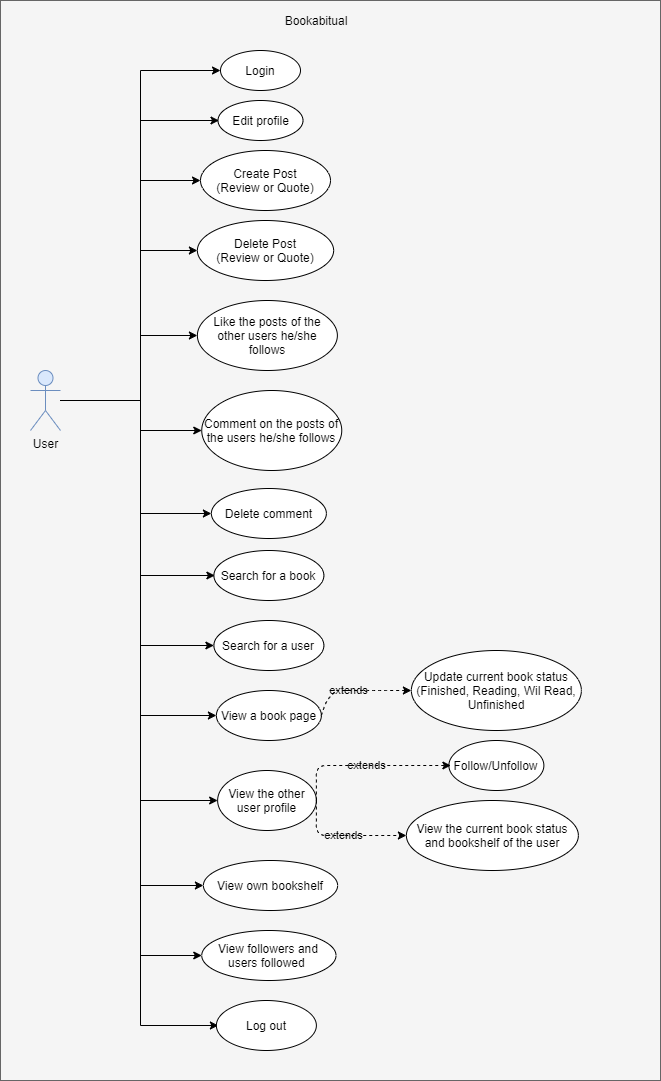 Bookabitual
Login
Edit profile
Create Post
(Review or Quote)
Delete Post
(Review or Quote)
Like the posts of the
other users he/she
follows
User
Comment on the posts of
the users he/she follows
Delete comment
Search for a book
Search for a user
View a book page
extends
Update current book status
(Finished, Reading, Wil Read,
Unfinished
View the other
user profile
extends
Follow/Unfollow
extends
View the current book status
and bookshelf of the user
View own bookshelf
View followers and
users followed
Log out